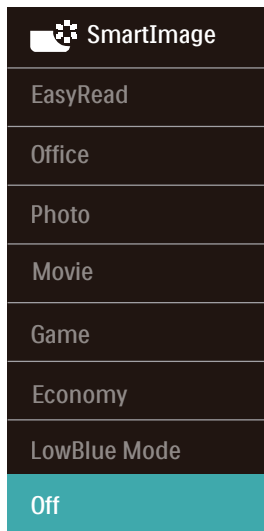 SmartImage
EasyRead
Office
Photo
Movie
Game
Economy
LowBlue Mode
Off